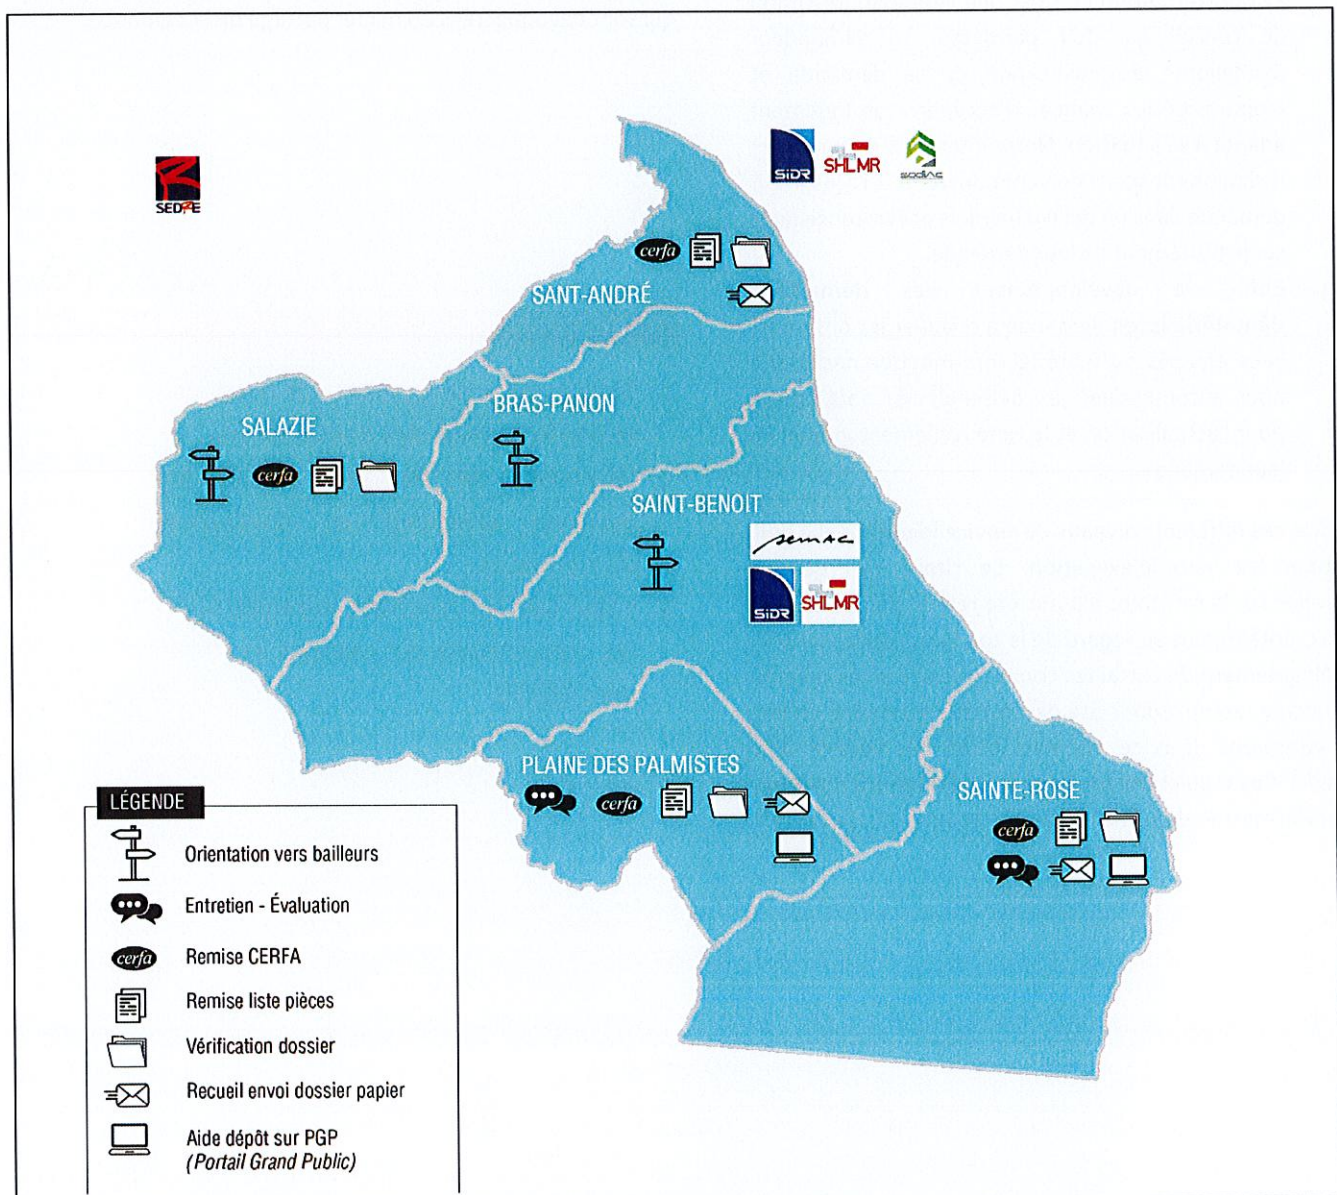 SIDR
SHLMR
SODIAC
SEDRE
cerfa
SANT-ANDRÉ
BRAS-PANON
SALAZIE
cerfa
SAINT-BENOIT
semac
SIDR
SHLMR
PLAINE DES PALMISTES
cerfa
SAINTE-ROSE
cerfa
LÉGENDE
Orientation vers bailleurs
Entretien - Évaluation
cerfa
Remise CERFA
Remise liste pièces
Vérification dossier
Recueil envoi dossier papier
Aide dépôt sur PGP
(Portail Grand Public)